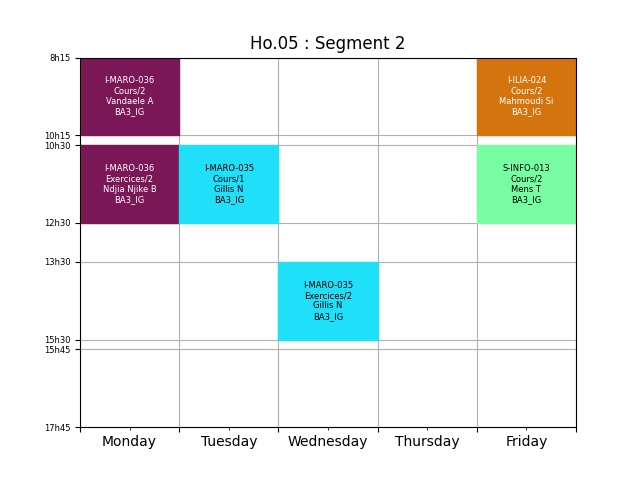 Ho.05 : Segment 2
8h15
I-MARO-036
Cours/2
Vandaele A
BA3_IG
I-ILIA-024
Cours/2
Mahmoudi Si
BA3_IG
10h15
10h30
I-MARO-036
Exercices/2
Ndjia Njike B
BA3_IG
I-MARO-035
Cours/1
Gillis N
BA3_IG
S-INFO-013
Cours/2
Mens T
BA3_IG
12h30
13h30
I-MARO-035
Exercices/2
Gillis N
BA3_IG
15h30
15h45
17h45
Monday Tuesday Wednesday Thursday Friday